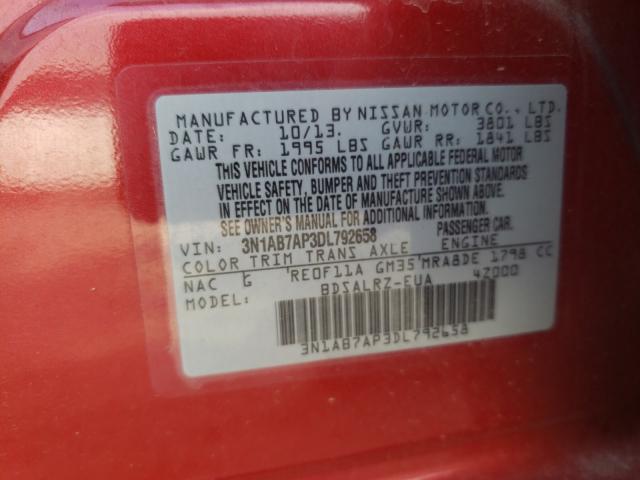 MANUFACTURED BY NISSAN MOTOR CO., LTD.
DATE: 10/13. GVWR: 3801 LBS
GAWR FR: 1995 LBS GAWR RR: 1841 LBS
THIS VEHICLE CONFORMS TO ALL APPLICABLE FEDERAL MOTOR
VEHICLE SAFETY, BUMPER AND THEFT PREVENTION STANDARDS
IN EFFECT ON THE DATE OF MANUFACTURE SHOWN ABOVE.
SEE OWNER'S MANUAL FOR ADDITIONAL INFORMATION.
VIN: 3N1AB7AP3DL792658 PASSENGER CAR.
COLOR TRIM TRANS AXLE ENGINE
NAC G RE0F11A GM35 MRA8DE 1798 CC
MODEL: BDSALRZ-EUA 42000
3N1AB7AP3DL792658